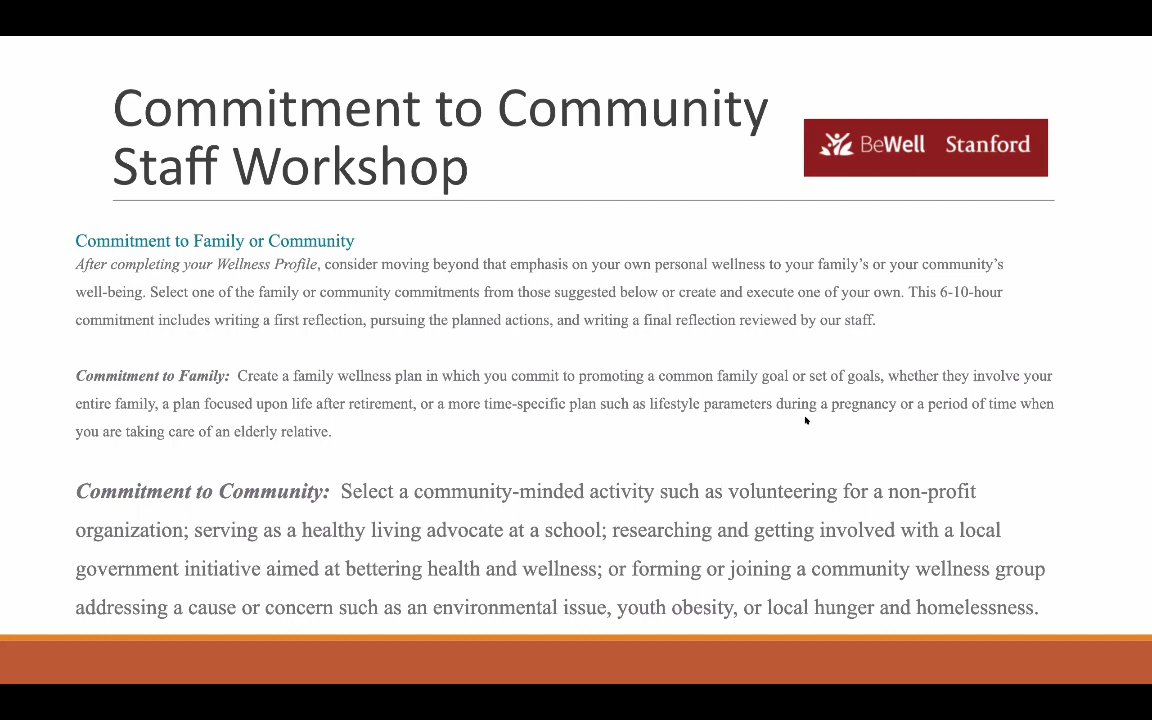 Commitment to Community
Staff Workshop
BeWell Stanford
Commitment to Family or Community
After completing your Wellness Profile, consider moving beyond that emphasis on your own personal wellness to your family’s or your community’s
well-being. Select one of the family or community commitments from those suggested below or create and execute one of your own. This 6-10-hour
commitment includes writing a first reflection, pursuing the planned actions, and writing a final reflection reviewed by our staff.
Commitment to Family: Create a family wellness plan in which you commit to promoting a common family goal or set of goals, whether they involve your
entire family, a plan focused upon life after retirement, or a more time-specific plan such as lifestyle parameters during a pregnancy or a period of time when
you are taking care of an elderly relative.
Commitment to Community: Select a community-minded activity such as volunteering for a non-profit
organization; serving as a healthy living advocate at a school; researching and getting involved with a local
government initiative aimed at bettering health and wellness; or forming or joining a community wellness group
addressing a cause or concern such as an environmental issue, youth obesity, or local hunger and homelessness.